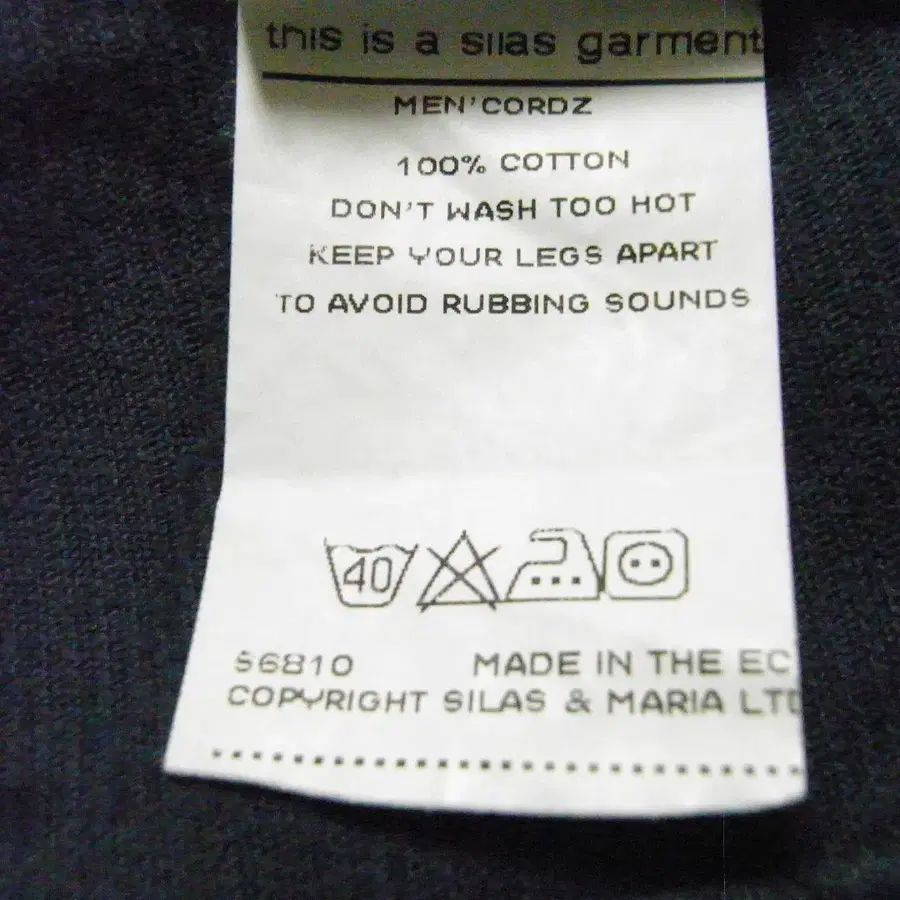 this is a silas garment
MEN'CORDZ
100% COTTON
DON'T WASH TOO HOT
KEEP YOUR LEGS APART
TO AVOID RUBBING SOUNDS
40
S6810 MADE IN THE EC
COPYRIGHT SILAS & MARIA LTD